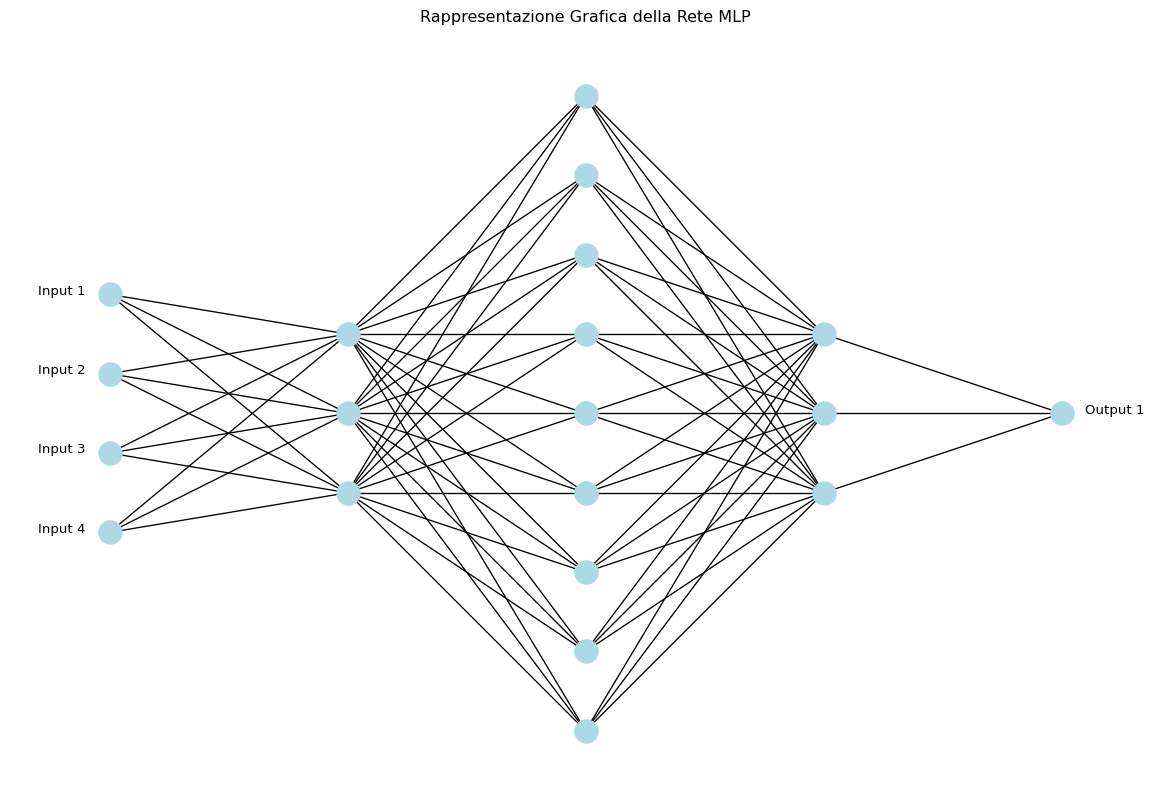 Rappresentazione Grafica della Rete MLP
Input 1
Input 2
Input 3
Input 4
Output 1